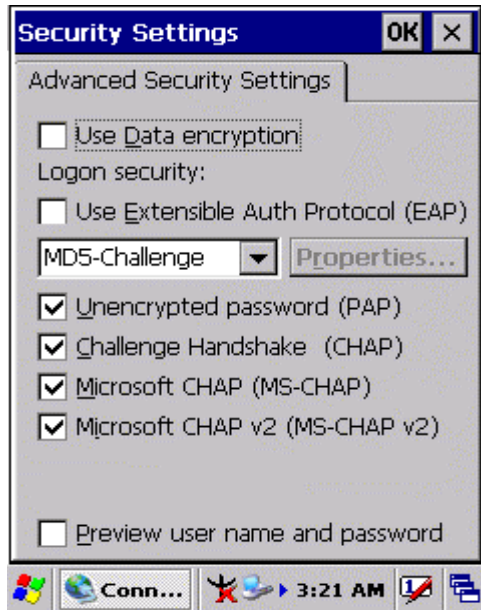 Security Settings OK ×
Advanced Security Settings
Use Data encryption
Logon security:
Use Extensible Auth Protocol (EAP)
MD5-Challenge Properties...
Unencrypted password (PAP)
Challenge Handshake (CHAP)
Microsoft CHAP (MS-CHAP)
Microsoft CHAP v2 (MS-CHAP v2)
Preview user name and password
Conn... 3:21 AM